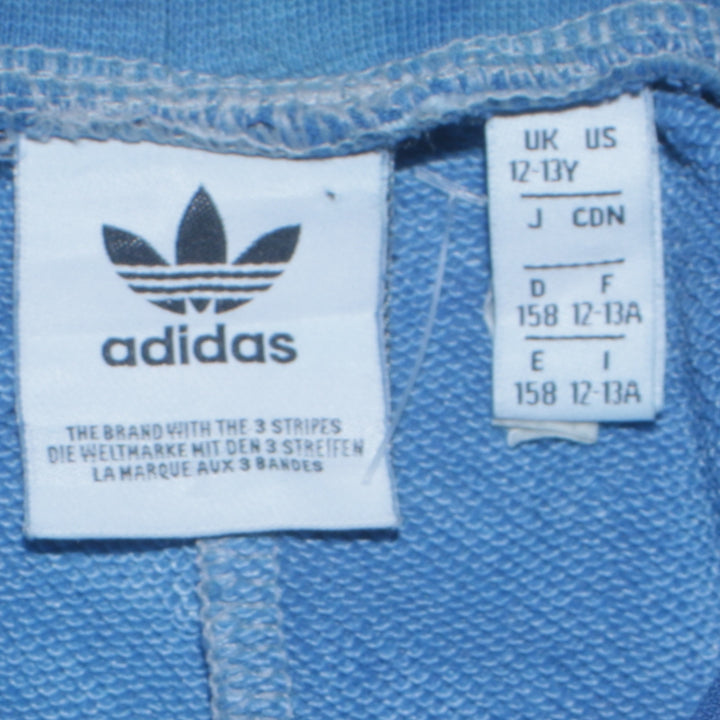 adidas
THE BRAND WITH THE 3 STRIPES
DIE WELTMARKE MIT DEN 3 STREIFEN
LA MARQUE AUX 3 BANDES
UK US
12-13Y
J CDN
D F
158 12-13A
E I
158 12-13A